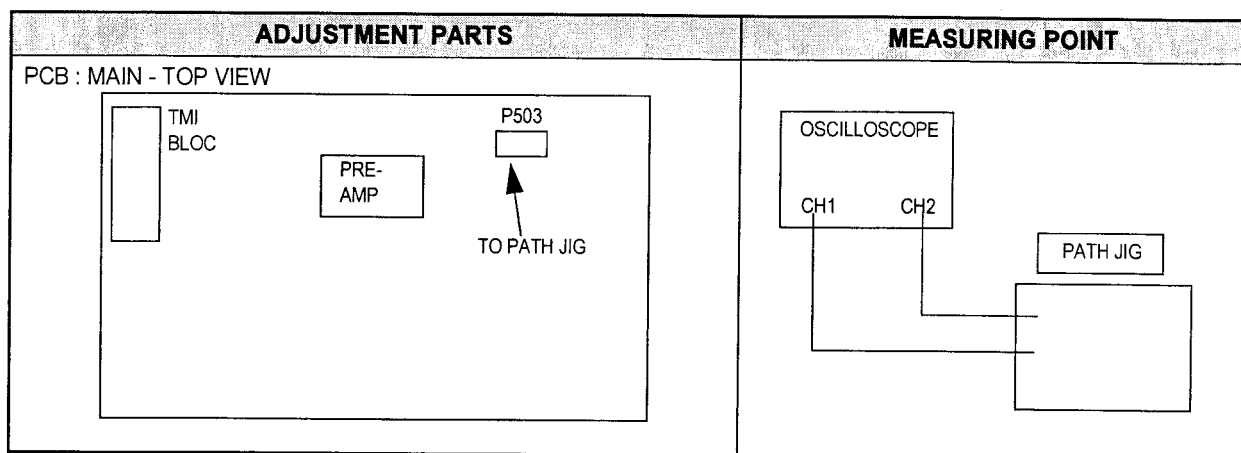 ADJUSTMENT PARTS
MEASURING POINT
PCB : MAIN - TOP VIEW
TMI
BLOC
P503
PRE-
AMP
TO PATH JIG
OSCILLOSCOPE
CH1 CH2
PATH JIG